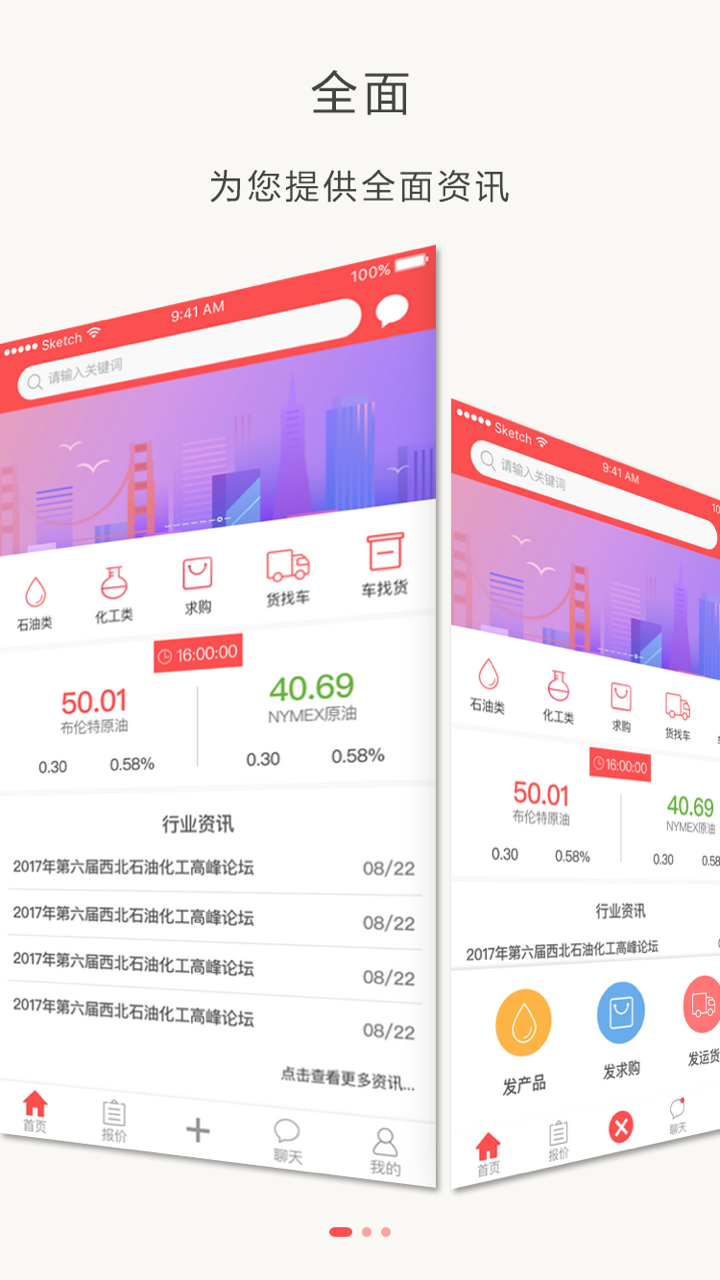 全面
为您提供全面资讯
Sketch 9:41 AM 100%
请输入关键词
石油类 化工类 求购 货找车 车找货
16:00:00
50.01 40.69
布伦特原油 NYMEX原油
0.30 0.58% 0.30 0.58%
行业资讯
2017年第六届西北石油化工高峰论坛 08/22
2017年第六届西北石油化工高峰论坛 08/22
2017年第六届西北石油化工高峰论坛 08/22
2017年第六届西北石油化工高峰论坛 08/22
点击查看更多资讯...
首页 报价 聊天 我的
Sketch 9:41 AM 10
请输入关键词
石油类 化工类 求购 货找车
16:00:00
50.01 40.69
布伦特原油 NYMEX原油
0.30 0.58% 0.30 0.58
行业资讯
2017年第六届西北石油化工高峰论坛
发产品 发求购 发运货
首页 报价 聊天